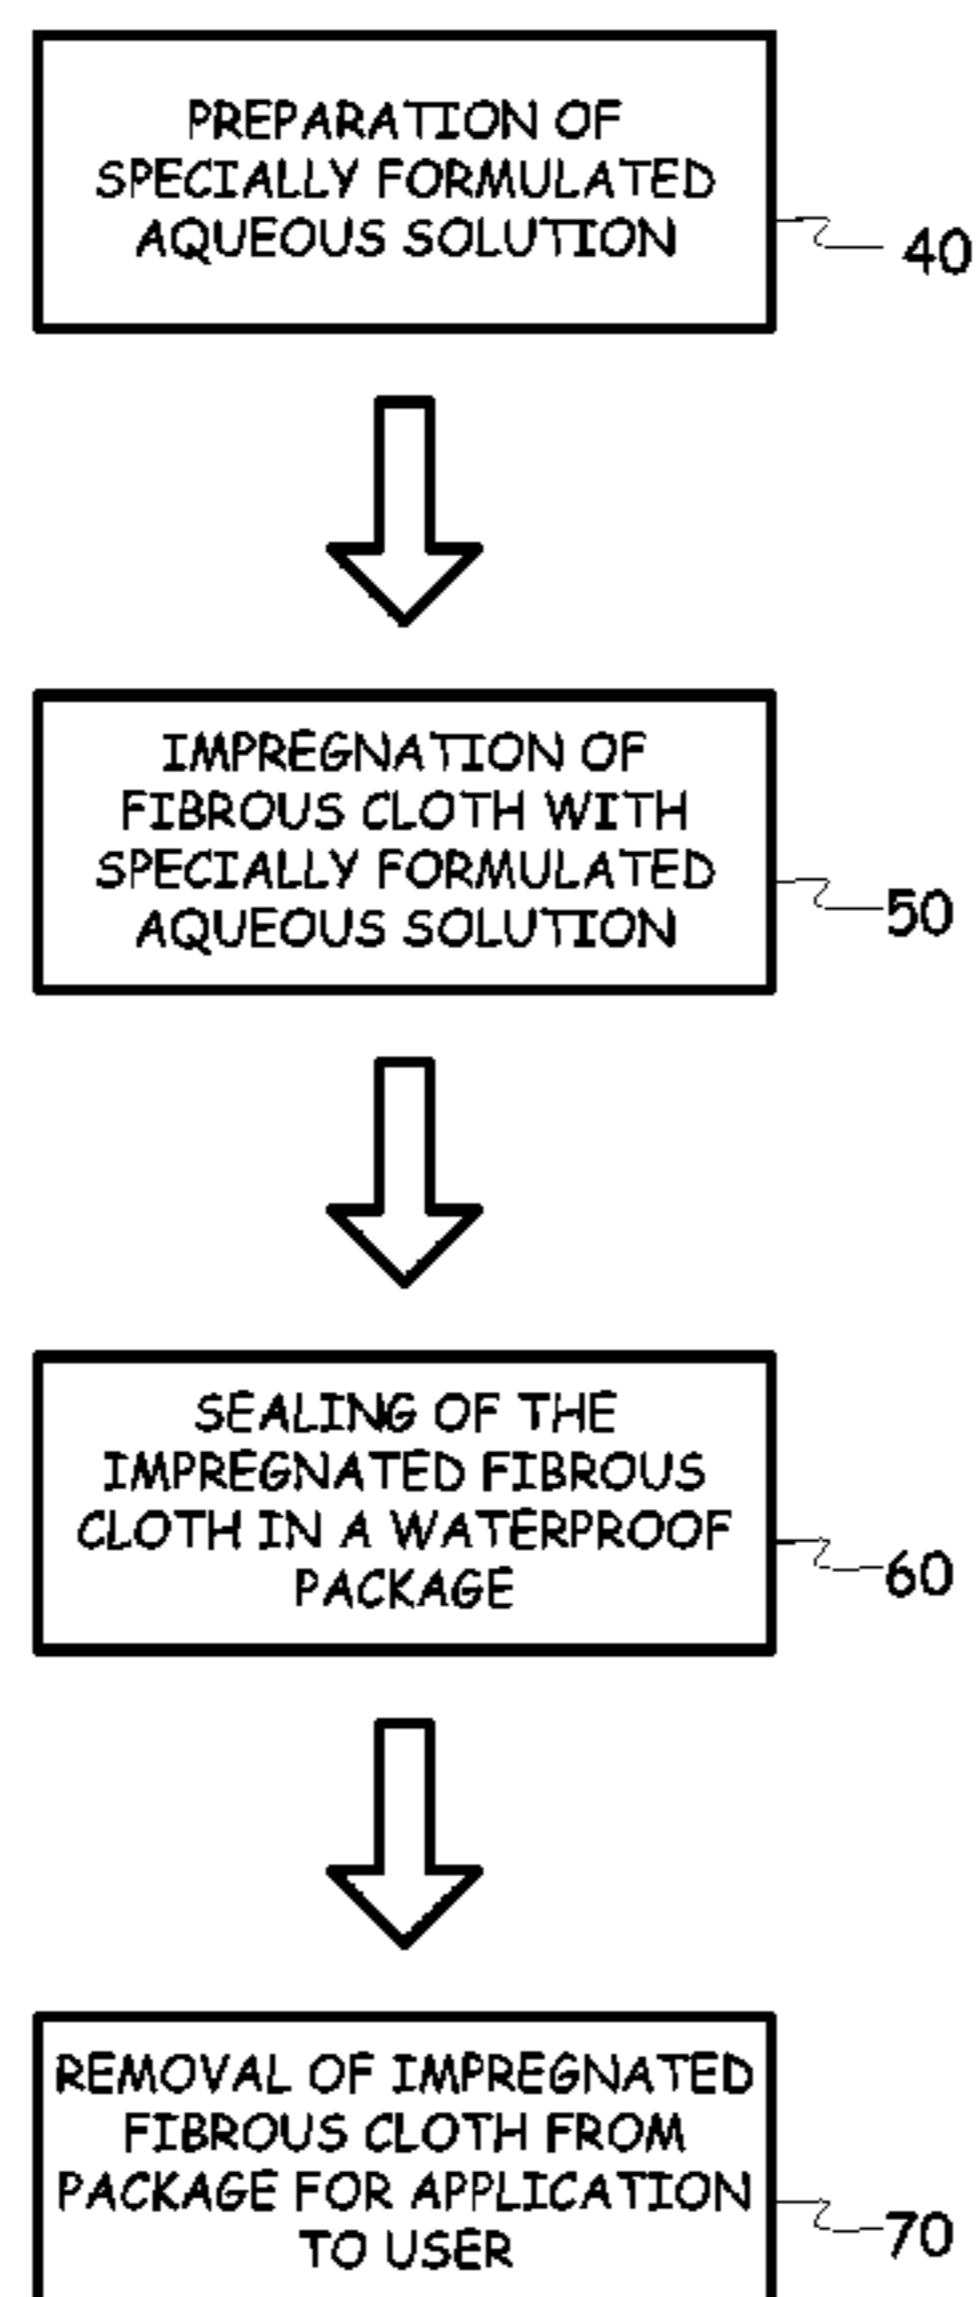 PREPARATION OF
SPECIALLY FORMULATED
AQUEOUS SOLUTION
40
IMPREGNATION OF
FIBROUS CLOTH WITH
SPECIALLY FORMULATED
AQUEOUS SOLUTION
50
SEALING OF THE
IMPREGNATED FIBROUS
CLOTH IN A WATERPROOF
PACKAGE
60
REMOVAL OF IMPREGNATED
FIBROUS CLOTH FROM
PACKAGE FOR APPLICATION
TO USER
70